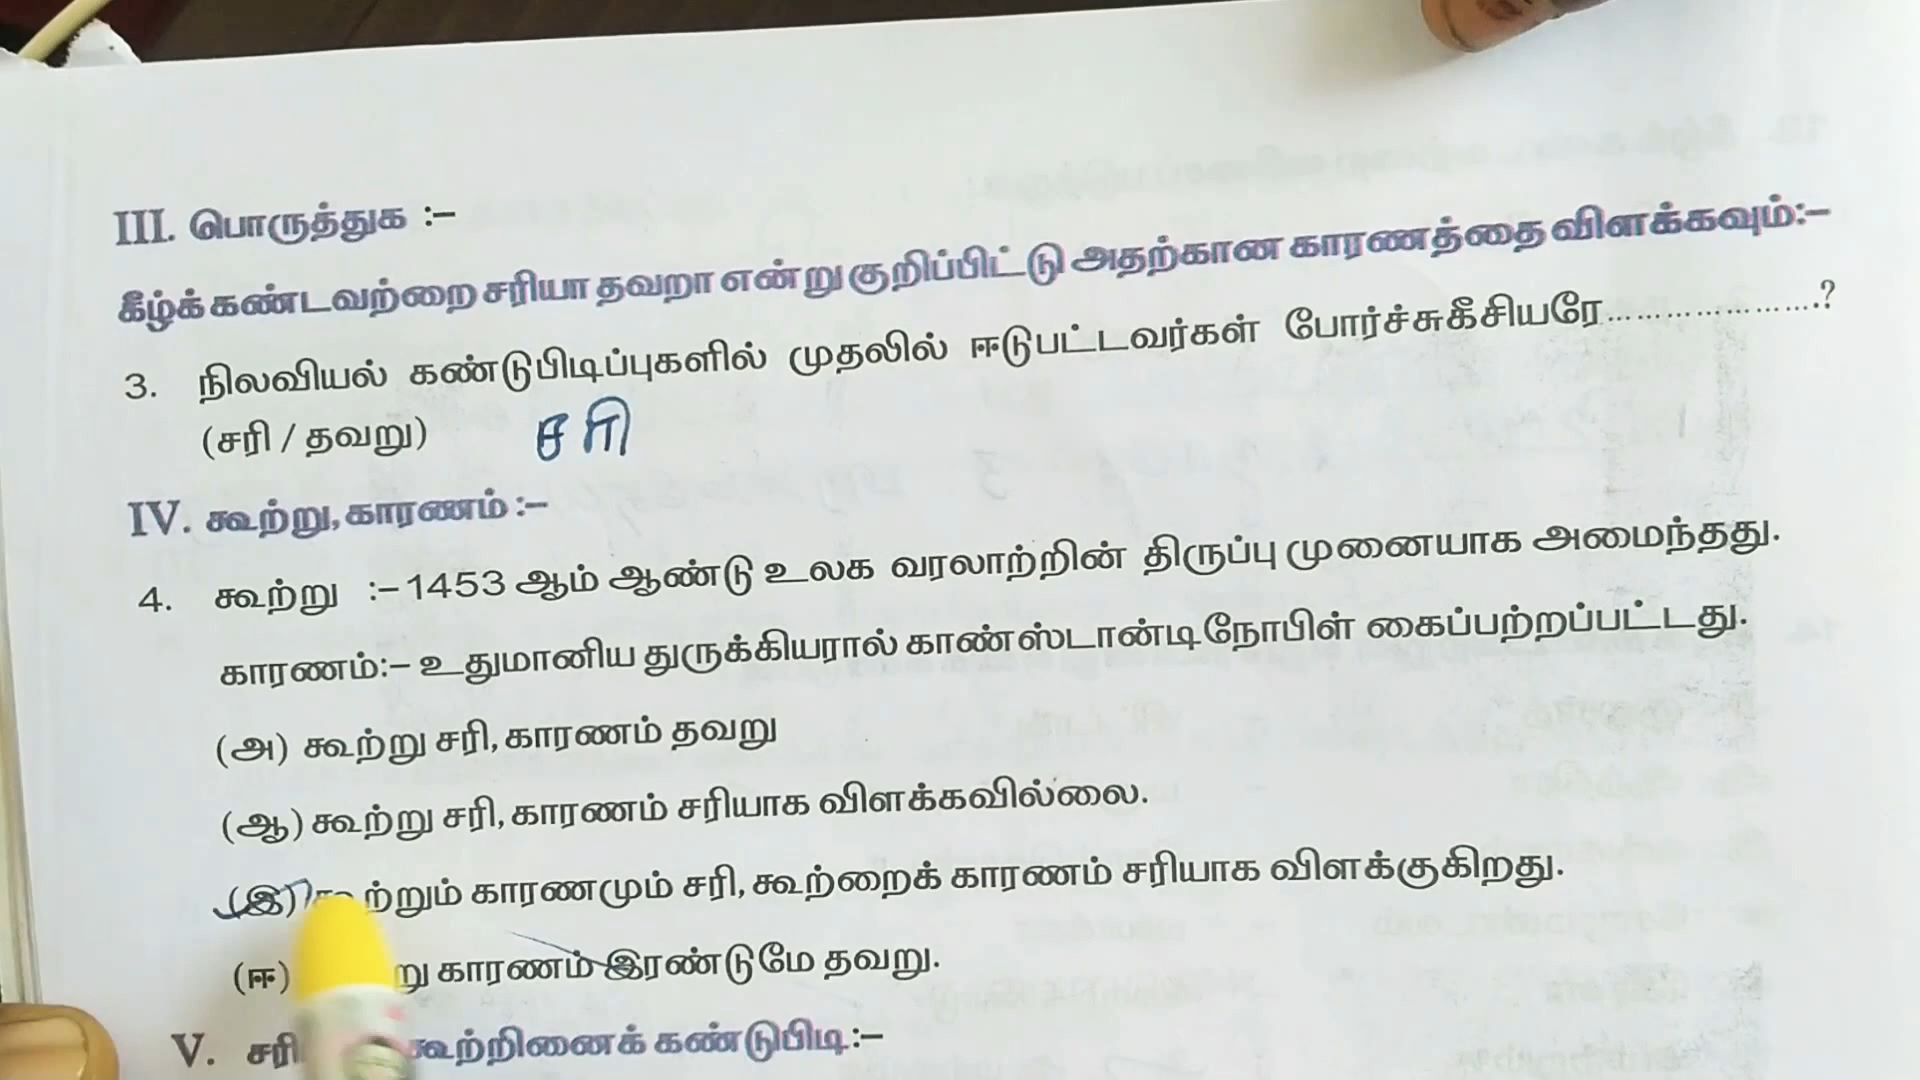 III. பொருத்துக :–
கீழ்க்கண்டவற்றை சரியா தவறா என்று குறிப்பிட்டு அதற்கான காரணத்தை விளக்கவும்:–
3. நிலவியல் கண்டுபிடிப்புகளில் முதலில் ஈடுபட்டவர்கள் போர்ச்சுகீசியரே.....................?
(சரி / தவறு) சரி
IV. கூற்று, காரணம் :–
4. கூற்று :– 1453 ஆம் ஆண்டு உலக வரலாற்றின் திருப்பு முனையாக அமைந்தது.
காரணம்:– உதுமானிய துருக்கியரால் காண்ஸ்டான்டிநோபிள் கைப்பற்றப்பட்டது.
(அ) கூற்று சரி, காரணம் தவறு
(ஆ) கூற்று சரி, காரணம் சரியாக விளக்கவில்லை.
(இ) கூற்றும் காரணமும் சரி, கூற்றைக் காரணம் சரியாக விளக்குகிறது.
(ஈ) காரணம் இரண்டுமே தவறு.
V. கூற்றினைக் கண்டுபிடி:–